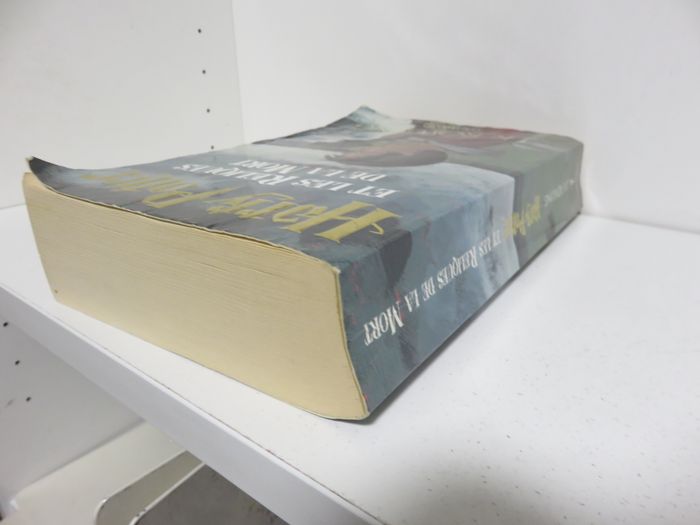 Harry Potter
ET LES RELIQUES
DE LA MORT
Harry Potter ET LES RELIQUES DE LA MORT